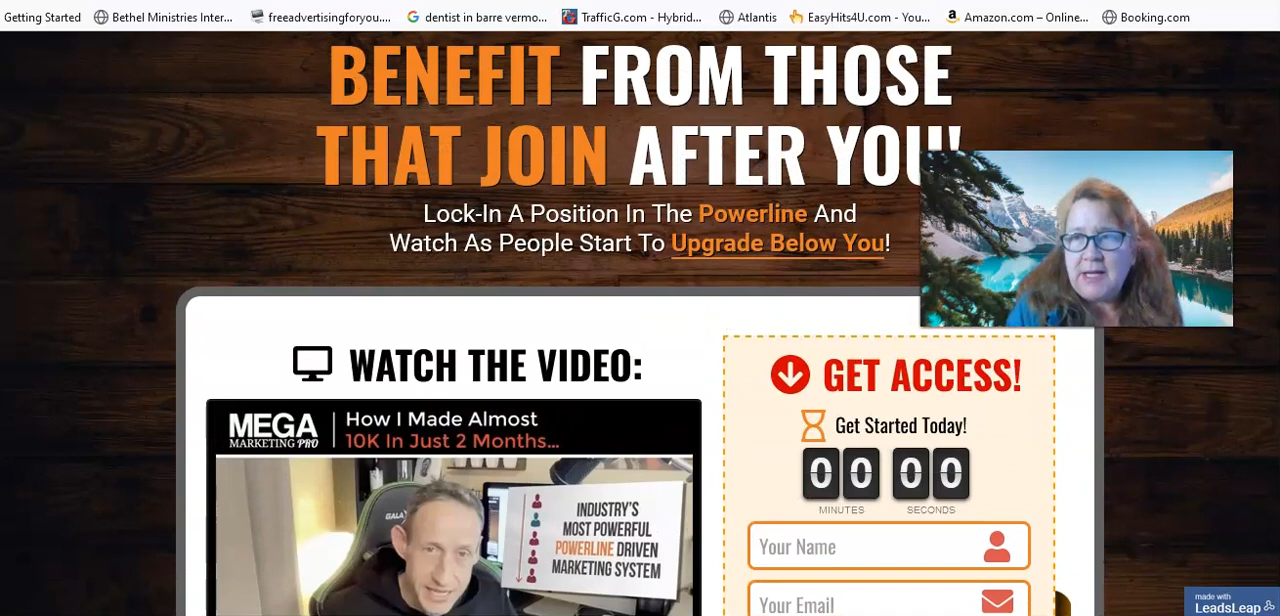 Getting Started
Bethel Ministries Inter...
freeadvertisingforyou....
dentist in barre vermo...
TrafficG.com - Hybrid...
Atlantis
EasyHits4U.com - You...
Amazon.com – Online...
Booking.com
BENEFIT FROM THOSE
THAT JOIN AFTER YOU!
Lock-In A Position In The Powerline And
Watch As People Start To Upgrade Below You!
WATCH THE VIDEO:
MEGA
MARKETING PRO
How I Made Almost
10K In Just 2 Months...
GALAX
INDUSTRY'S
MOST POWERFUL
POWERLINE DRIVEN
MARKETING SYSTEM
GET ACCESS!
Get Started Today!
00 00
MINUTES SECONDS
Your Name
Your Email
made with
LeadsLeap